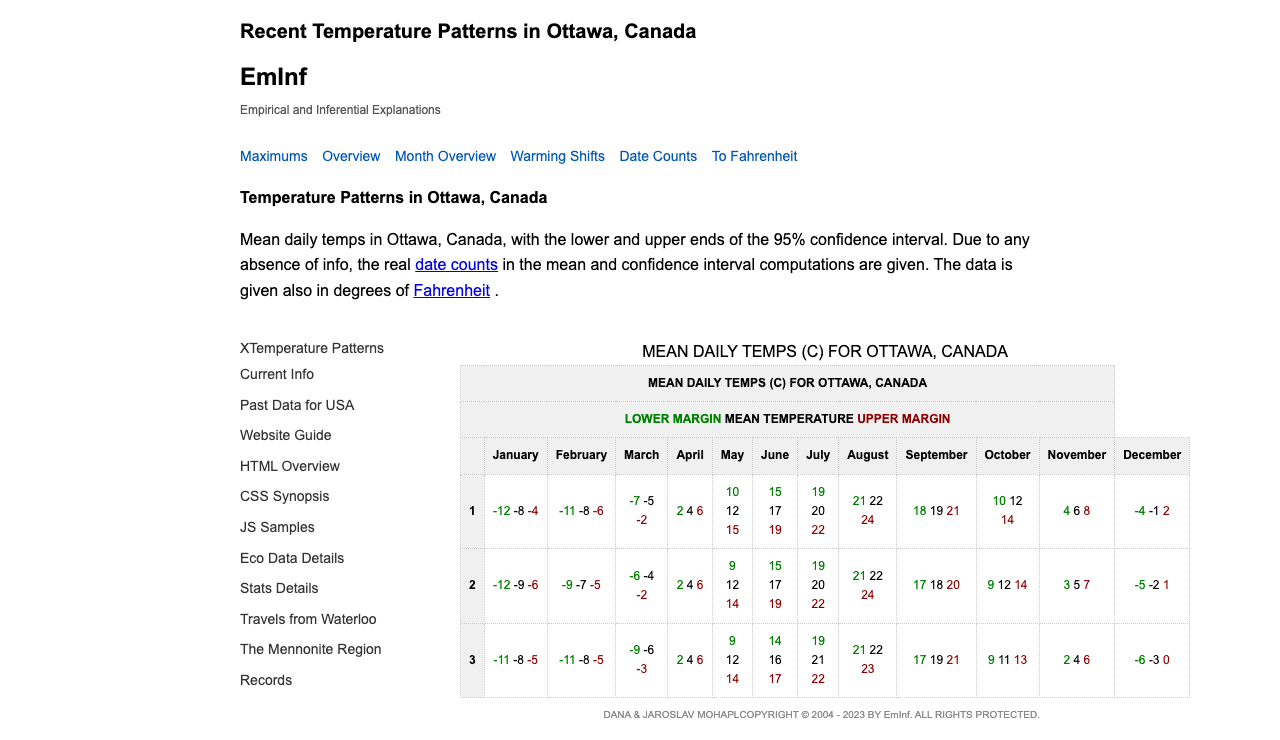 Recent Temperature Patterns in Ottawa, Canada
EmInf
Empirical and Inferential Explanations
Maximums Overview Month Overview Warming Shifts Date Counts To Fahrenheit
Temperature Patterns in Ottawa, Canada
Mean daily temps in Ottawa, Canada, with the lower and upper ends of the 95% confidence interval. Due to any
absence of info, the real date counts in the mean and confidence interval computations are given. The data is
given also in degrees of Fahrenheit .
XTemperature Patterns
Current Info
Past Data for USA
Website Guide
HTML Overview
CSS Synopsis
JS Samples
Eco Data Details
Stats Details
Travels from Waterloo
The Mennonite Region
Records
MEAN DAILY TEMPS (C) FOR OTTAWA, CANADA
MEAN DAILY TEMPS (C) FOR OTTAWA, CANADA
LOWER MARGIN MEAN TEMPERATURE UPPER MARGIN
January February March April May June July August September October November December
1 -12 -8 -4 -11 -8 -6 -7 -5 -2 2 4 6 10 12 15 15 17 19 19 20 22 21 22 24 18 19 21 10 12 14 4 6 8 -4 -1 2
2 -12 -9 -6 -9 -7 -5 -6 -4 -2 2 4 6 9 12 14 15 17 19 19 20 22 21 22 24 17 18 20 9 12 14 3 5 7 -5 -2 1
3 -11 -8 -5 -11 -8 -5 -9 -6 -3 2 4 6 9 12 14 14 16 17 19 21 22 21 22 23 17 19 21 9 11 13 2 4 6 -6 -3 0
DANA & JAROSLAV MOHAPLCOPYRIGHT © 2004 - 2023 BY EmInf. ALL RIGHTS PROTECTED.